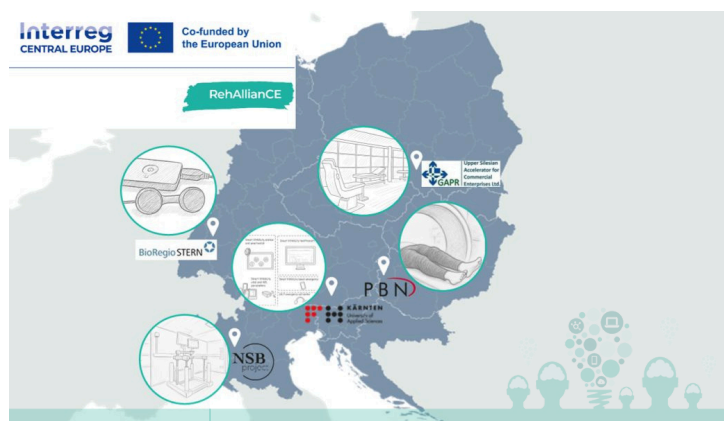 Interreg
CENTRAL EUROPE
Co-funded by
the European Union
RehAllianCE
GAPR
Upper Silesian
Accelerator for
Commercial
Enterprises Ltd.
BioRegio STERN
PBN
KÄRNTEN
University of
Applied Sciences
NSB
project